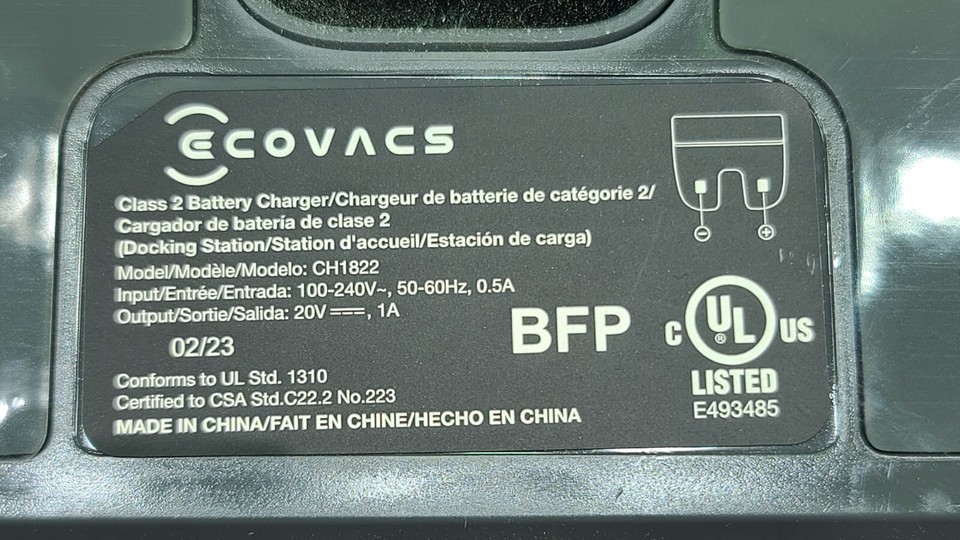 ECOVACS
Class 2 Battery Charger/Chargeur de batterie de catégorie 2/
Cargador de batería de clase 2
(Docking Station/Station d'accueil/Estación de carga)
Model/Modèle/Modelo: CH1822
Input/Entrée/Entrada: 100-240V~, 50-60Hz, 0.5A
Output/Sortie/Salida: 20V ⎓, 1A
02/23
BFP
Conforms to UL Std. 1310
Certified to CSA Std.C22.2 No.223
MADE IN CHINA/FAIT EN CHINE/HECHO EN CHINA
⊖ ⊕
C UL® US
LISTED
E493485